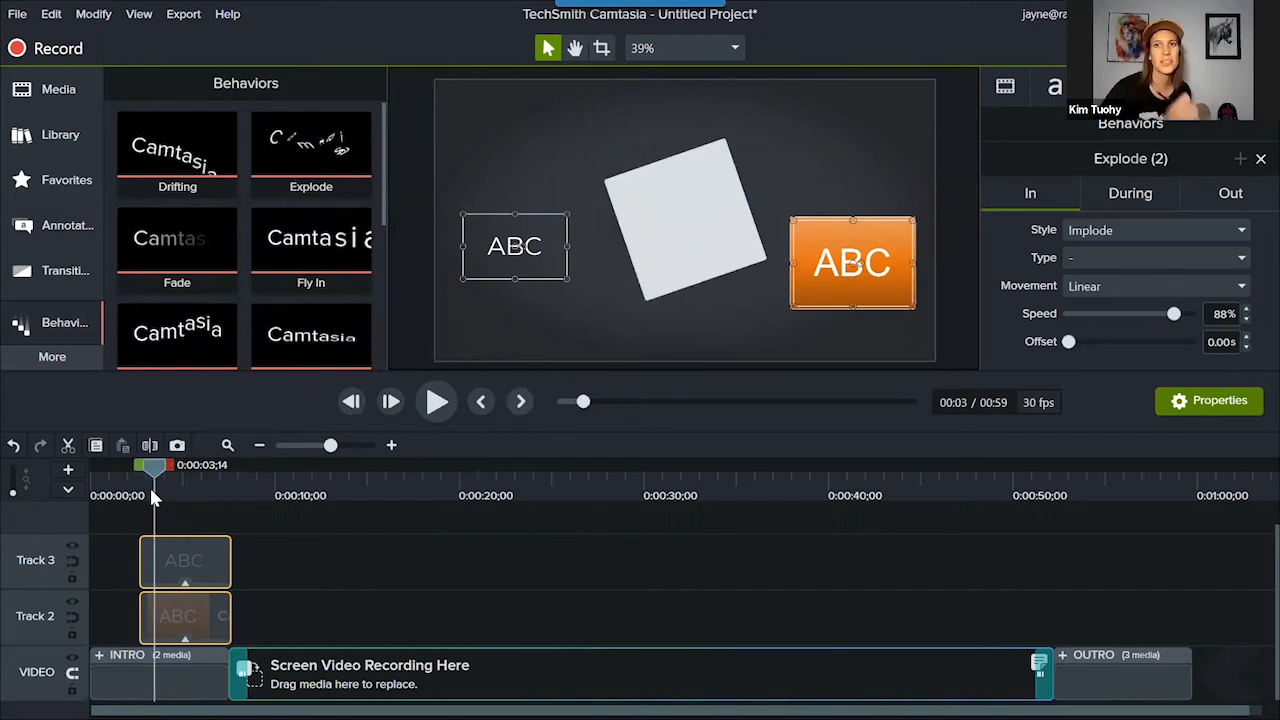 File Edit Modify View Export Help
TechSmith Camtasia - Untitled Project*
jayne@ra
Record
39%
Kim Tuohy
Media
Library
Favorites
Annotat...
Transiti...
Behavi...
More
Behaviors
Camtasia
Drifting
Explode
Camtas
Fade
Camtasia
Fly In
Camtasia
Camtasia
ABC
ABC
a
Behaviors
Explode (2)
In During Out
Style Implode
Type -
Movement Linear
Speed 88%
Offset 0.00s
00:03 / 00:59 30 fps
Properties
0:00:03;14
0:00:00;00 0:00:10;00 0:00:20;00 0:00:30;00 0:00:40;00 0:00:50;00 0:01:00;00
Track 3 ABC
Track 2 ABC
VIDEO
+ INTRO (2 media)
Screen Video Recording Here
Drag media here to replace.
+ OUTRO (3 media)